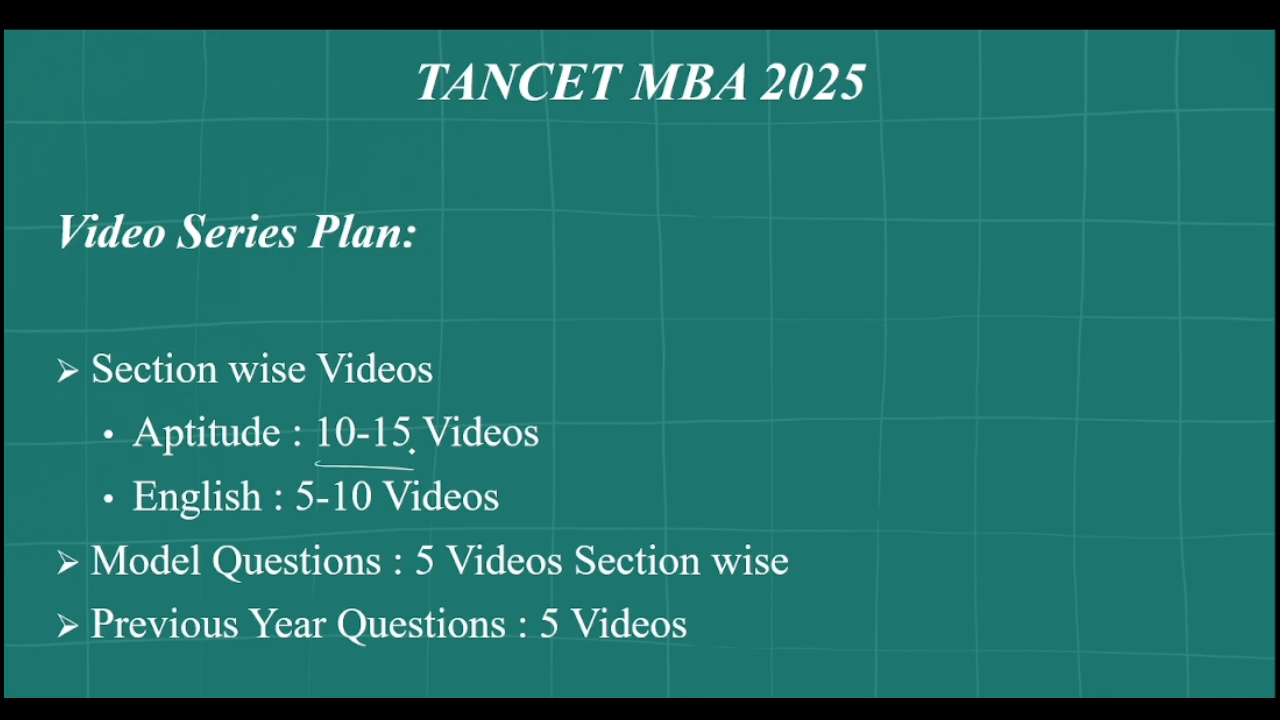 TANCET MBA 2025
Video Series Plan:
➢ Section wise Videos
• Aptitude : 10-15 Videos
• English : 5-10 Videos
➢ Model Questions : 5 Videos Section wise
➢ Previous Year Questions : 5 Videos